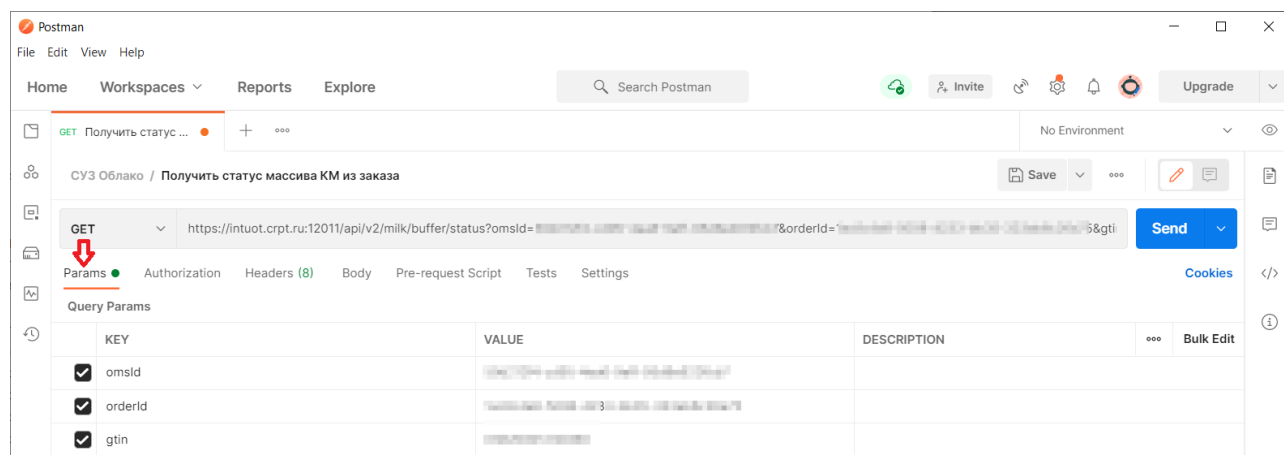 Postman
File Edit View Help
Home Workspaces Reports Explore Search Postman Invite Upgrade
GET Получить статус ... No Environment
СУЗ Облако / Получить статус массива КМ из заказа Save
GET https://intuot.crpt.ru:12011/api/v2/milk/buffer/status?omsId= &orderId= &gti Send
Params Authorization Headers (8) Body Pre-request Script Tests Settings Cookies
Query Params
KEY VALUE DESCRIPTION Bulk Edit
omsId
orderId
gtin